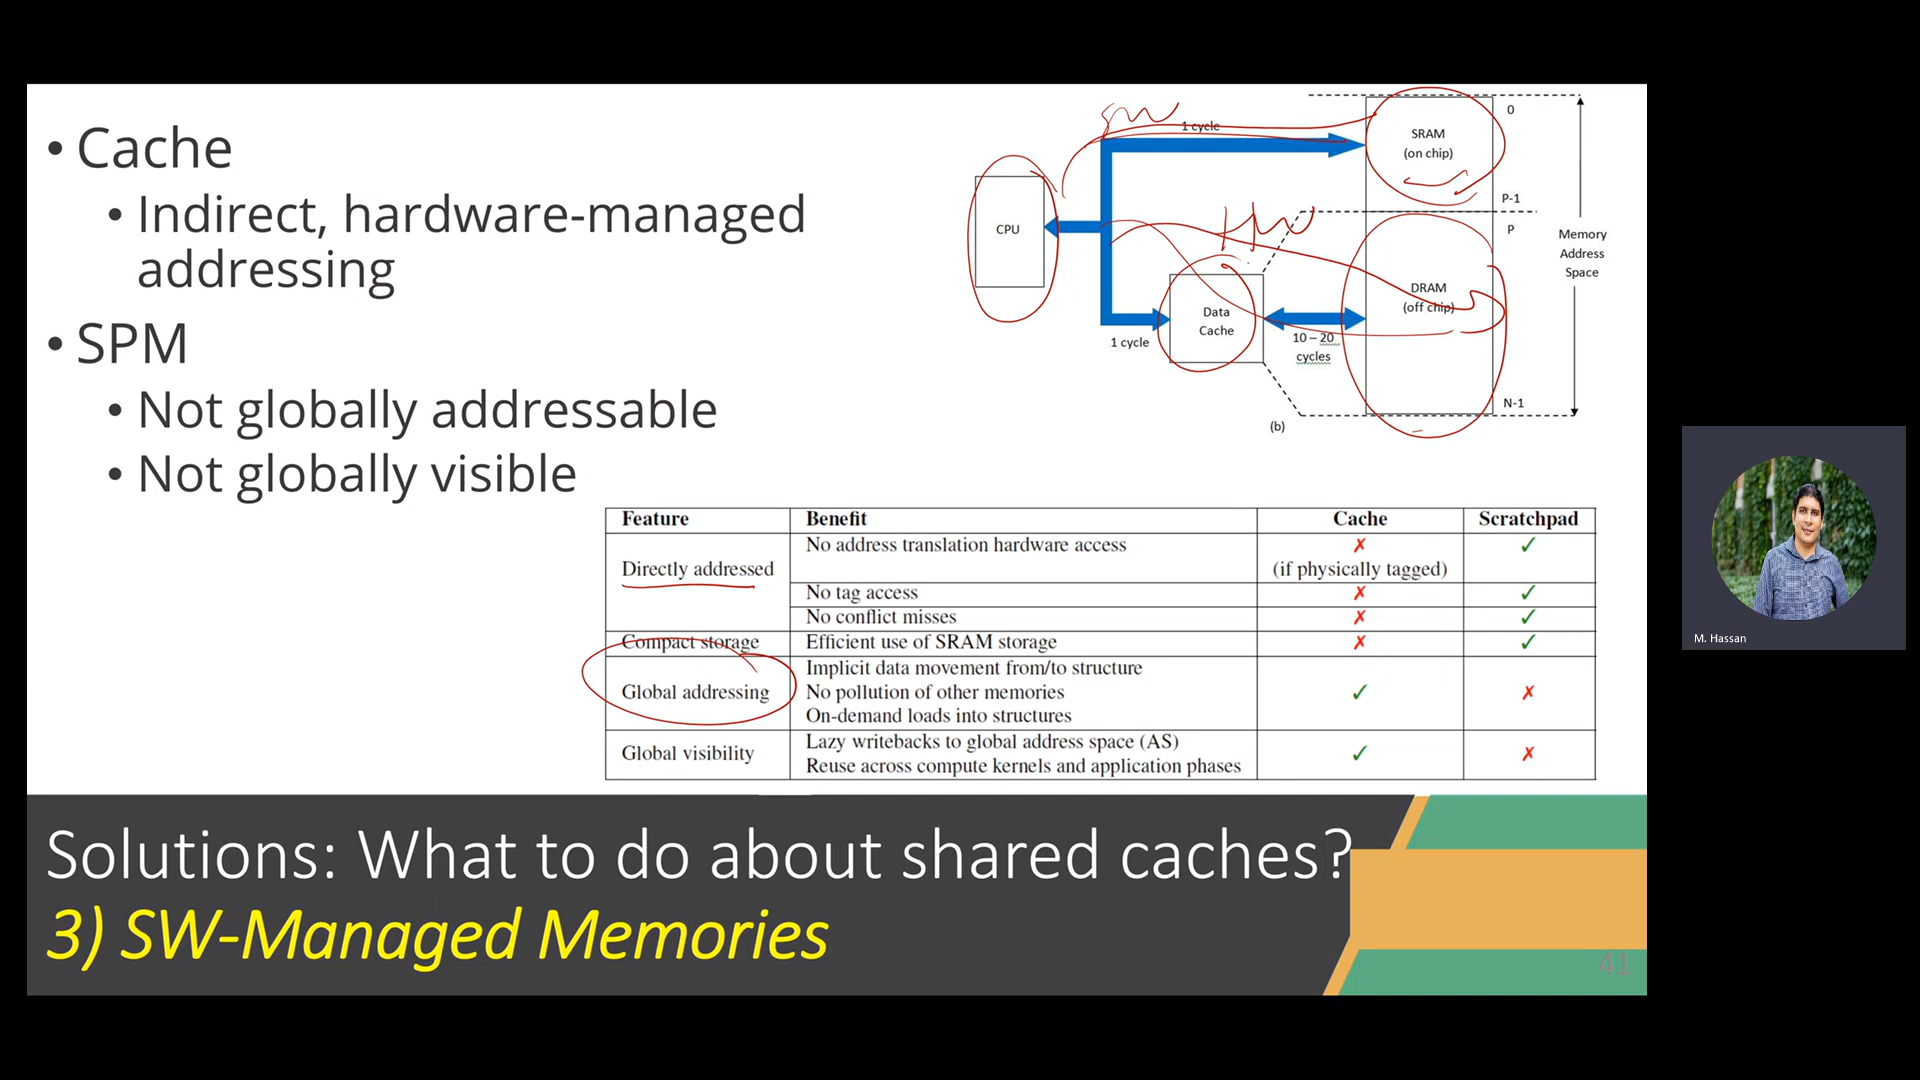 • Cache
• Indirect, hardware-managed
addressing
• SPM
• Not globally addressable
• Not globally visible
SW
1 cycle
SRAM
(on chip)
0
P-1
P
CPU
HW
Memory
Address
Space
DRAM
(off chip)
Data
Cache
1 cycle
10 – 20
cycles
N-1
(b)
Feature Benefit Cache Scratchpad
Directly addressed
No address translation hardware access ✗ ✓
(if physically tagged)
No tag access ✗ ✓
No conflict misses ✗ ✓
Compact storage Efficient use of SRAM storage ✗ ✓
Implicit data movement from/to structure
Global addressing No pollution of other memories ✓ ✗
On-demand loads into structures
Lazy writebacks to global address space (AS)
Global visibility ✓ ✗
Reuse across compute kernels and application phases
Solutions: What to do about shared caches?
3) SW-Managed Memories
41
M. Hassan